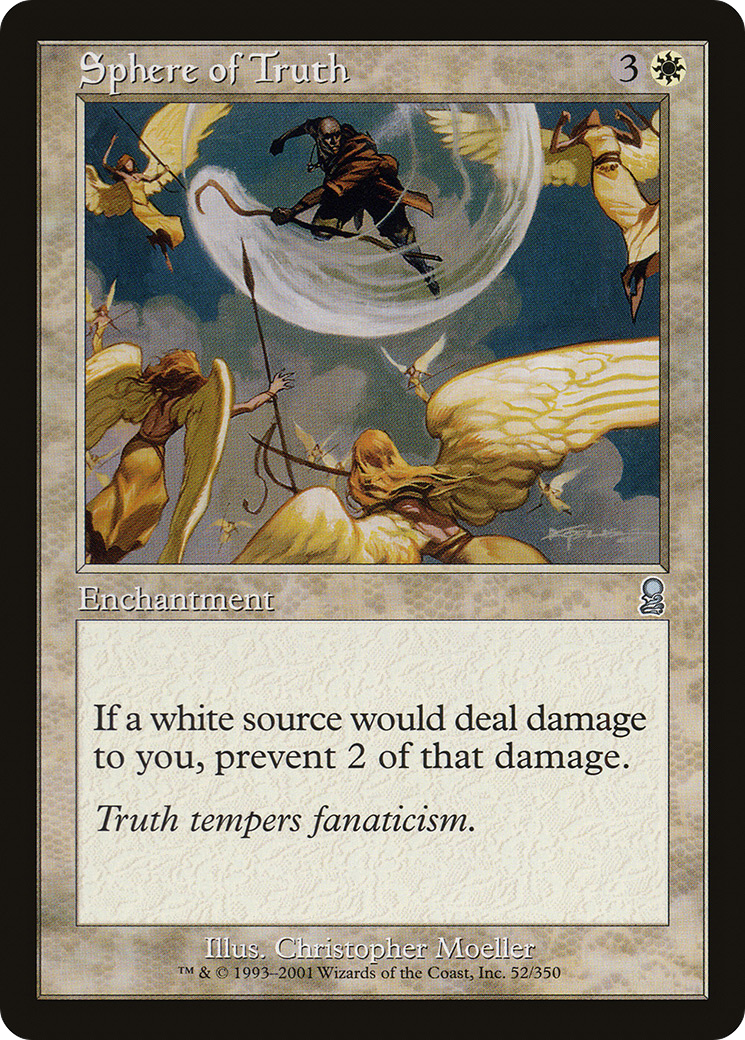 Sphere of Truth 3
Enchantment
If a white source would deal damage
to you, prevent 2 of that damage.
Truth tempers fanaticism.
Illus. Christopher Moeller
™ & © 1993–2001 Wizards of the Coast, Inc. 52/350